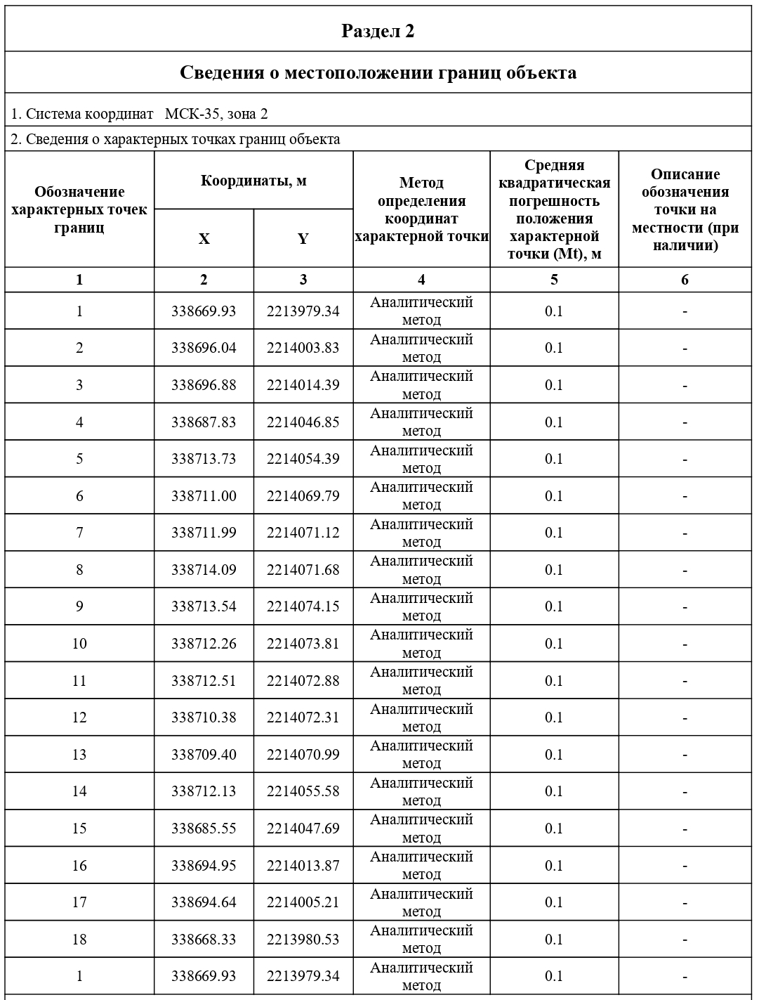 Раздел 2
Сведения о местоположении границ объекта
1. Система координат МСК-35, зона 2
2. Сведения о характерных точках границ объекта
Обозначение
характерных точек
границ
Координаты, м
X
Y
Метод
определения
координат
характерной точки
Средняя
квадратическая
погрешность
положения
характерной
точки (Mt), м
Описание
обозначения
точки на
местности (при
наличии)
1 2 3 4 5 6
1 338669.93 2213979.34 Аналитический
метод 0.1 -
2 338696.04 2214003.83 Аналитический
метод 0.1 -
3 338696.88 2214014.39 Аналитический
метод 0.1 -
4 338687.83 2214046.85 Аналитический
метод 0.1 -
5 338713.73 2214054.39 Аналитический
метод 0.1 -
6 338711.00 2214069.79 Аналитический
метод 0.1 -
7 338711.99 2214071.12 Аналитический
метод 0.1 -
8 338714.09 2214071.68 Аналитический
метод 0.1 -
9 338713.54 2214074.15 Аналитический
метод 0.1 -
10 338712.26 2214073.81 Аналитический
метод 0.1 -
11 338712.51 2214072.88 Аналитический
метод 0.1 -
12 338710.38 2214072.31 Аналитический
метод 0.1 -
13 338709.40 2214070.99 Аналитический
метод 0.1 -
14 338712.13 2214055.58 Аналитический
метод 0.1 -
15 338685.55 2214047.69 Аналитический
метод 0.1 -
16 338694.95 2214013.87 Аналитический
метод 0.1 -
17 338694.64 2214005.21 Аналитический
метод 0.1 -
18 338668.33 2213980.53 Аналитический
метод 0.1 -
1 338669.93 2213979.34 Аналитический
метод 0.1 -